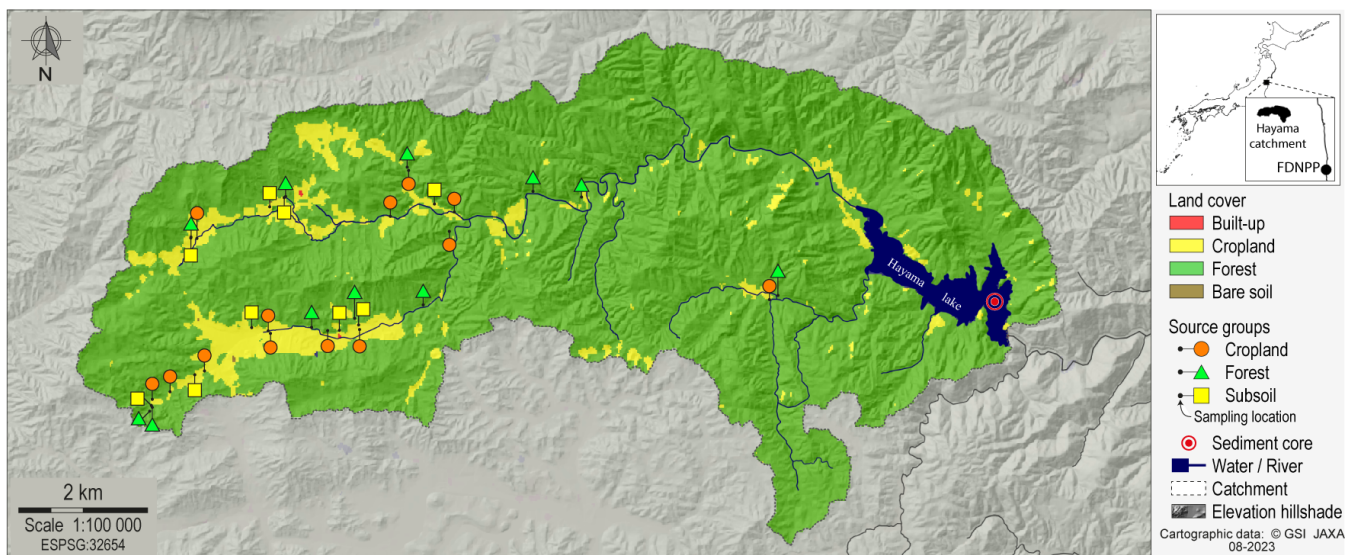 N
Hayama
lake
2 km
Scale 1:100 000
ESPSG:32654
Hayama
catchment
FDNPP
Land cover
Built-up
Cropland
Forest
Bare soil
Source groups
Cropland
Forest
Subsoil
Sampling location
Sediment core
Water / River
Catchment
Elevation hillshade
Cartographic data: © GSI JAXA
08-2023